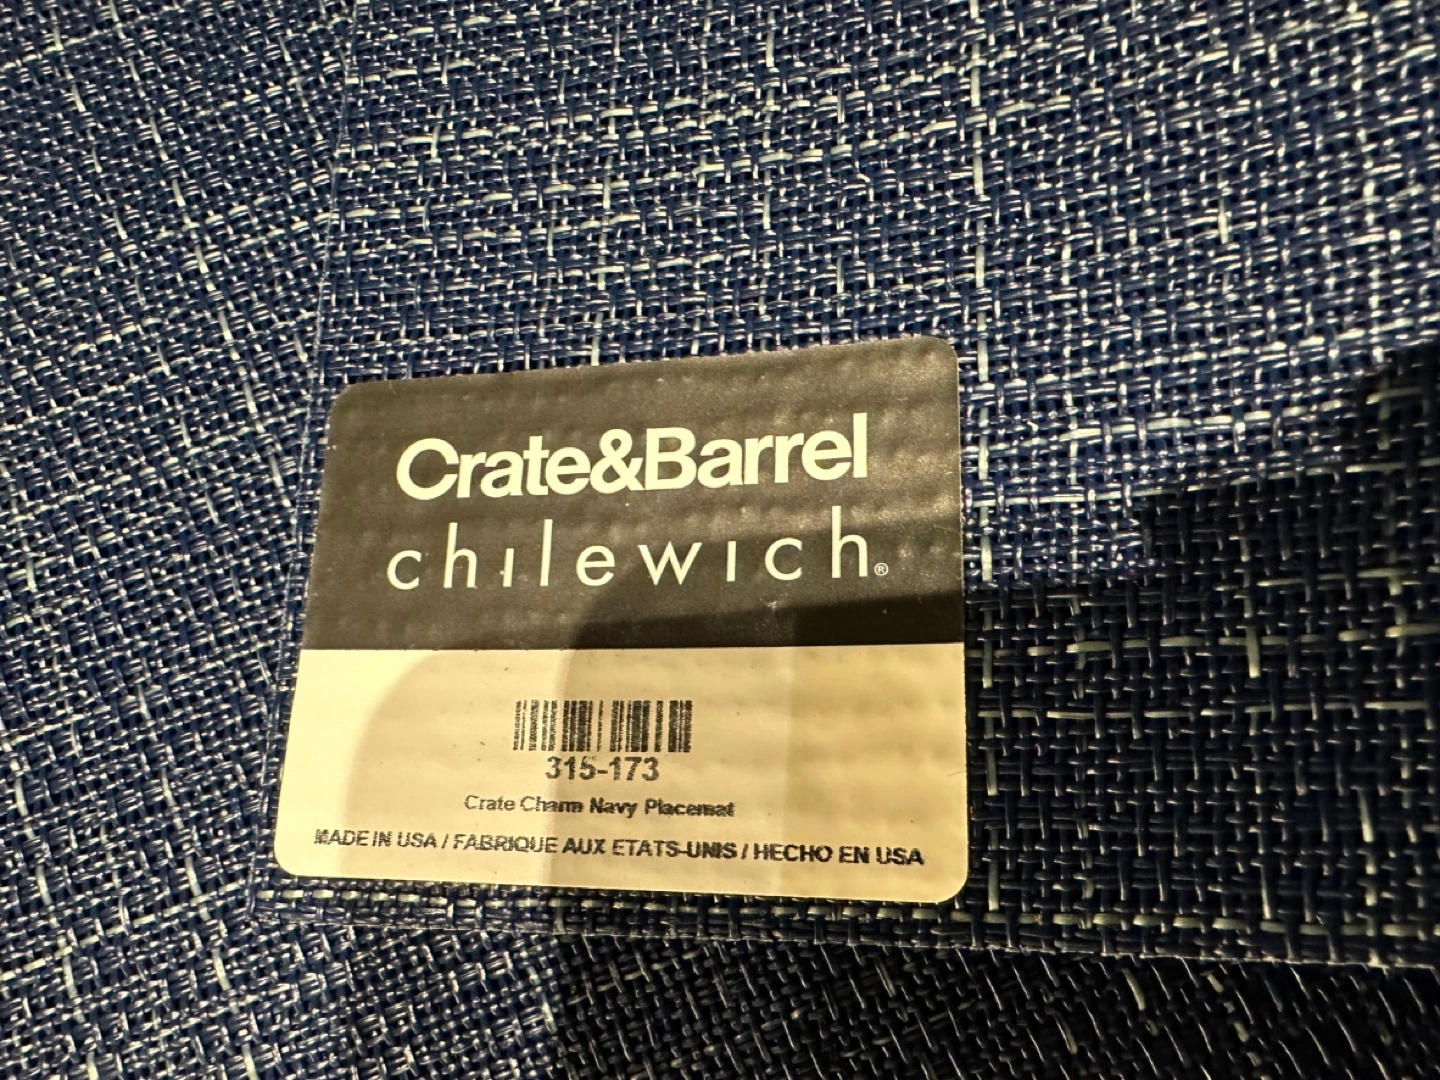 Crate&Barrel
chilewich®
315-173
Crate Charm Navy Placemat
MADE IN USA / FABRIQUE AUX ETATS-UNIS / HECHO EN USA